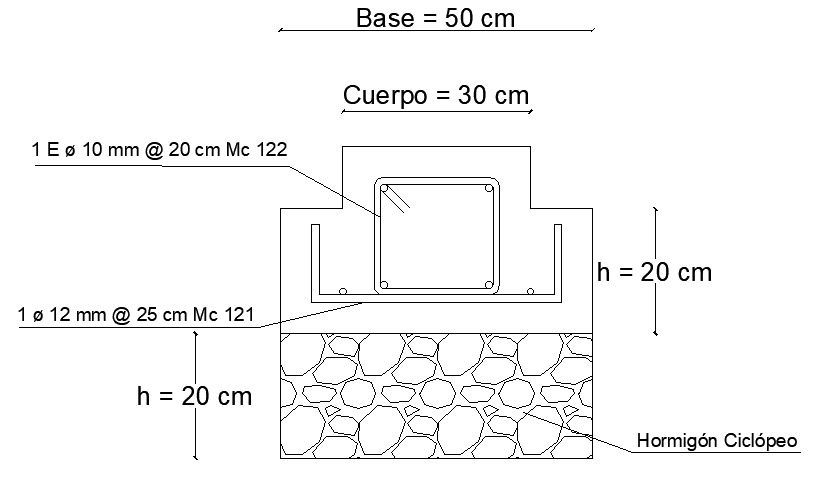 Base = 50 cm
Cuerpo = 30 cm
1 E ø 10 mm @ 20 cm Mc 122
h = 20 cm
1 ø 12 mm @ 25 cm Mc 121
h = 20 cm
Hormigón Ciclópeo